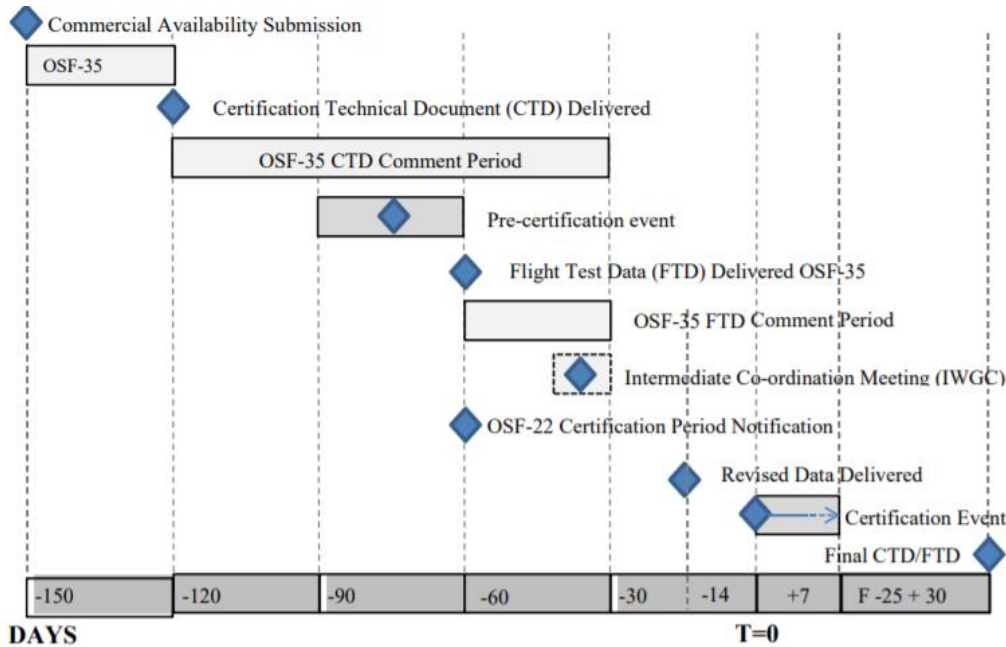 Commercial Availability Submission
OSF-35
Certification Technical Document (CTD) Delivered
OSF-35 CTD Comment Period
Pre-certification event
Flight Test Data (FTD) Delivered OSF-35
OSF-35 FTD Comment Period
Intermediate Co-ordination Meeting (IWGC)
OSF-22 Certification Period Notification
Revised Data Delivered
Certification Event
Final CTD/FTD
-150 -120 -90 -60 -30 -14 +7 F -25 + 30
DAYS T=0